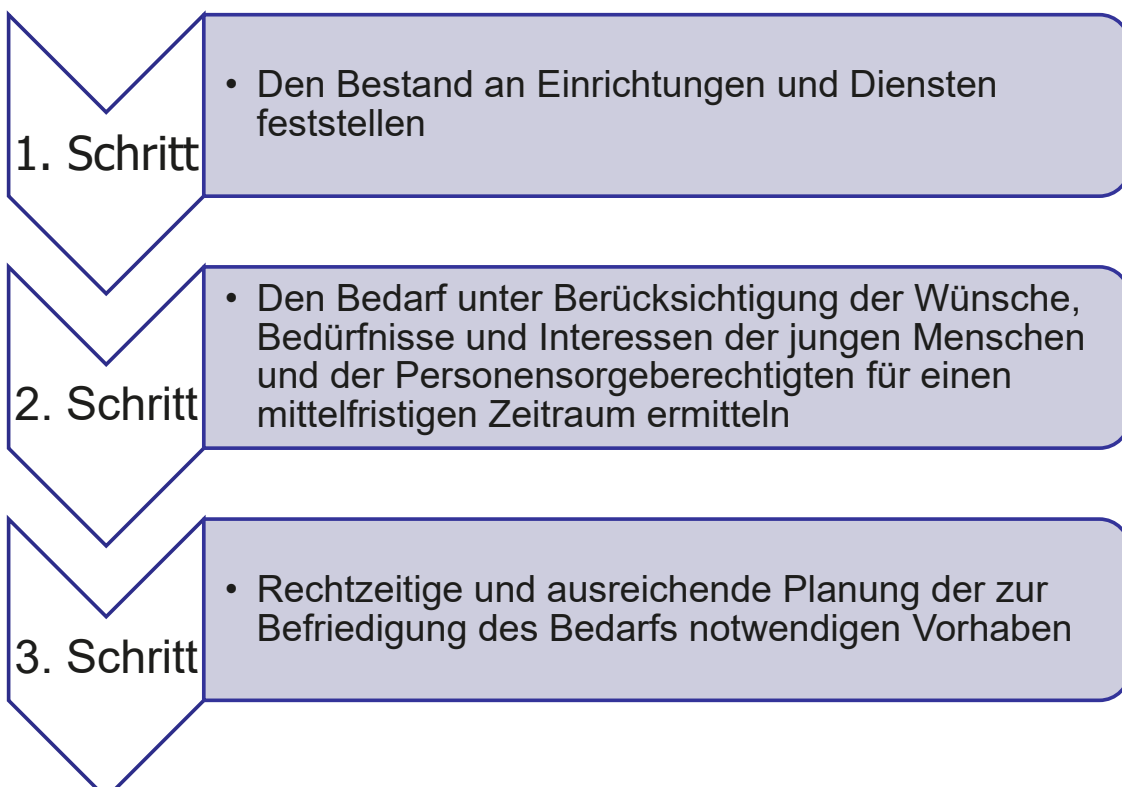 1. Schritt
• Den Bestand an Einrichtungen und Diensten
feststellen
2. Schritt
• Den Bedarf unter Berücksichtigung der Wünsche,
Bedürfnisse und Interessen der jungen Menschen
und der Personensorgeberechtigten für einen
mittelfristigen Zeitraum ermitteln
3. Schritt
• Rechtzeitige und ausreichende Planung der zur
Befriedigung des Bedarfs notwendigen Vorhaben